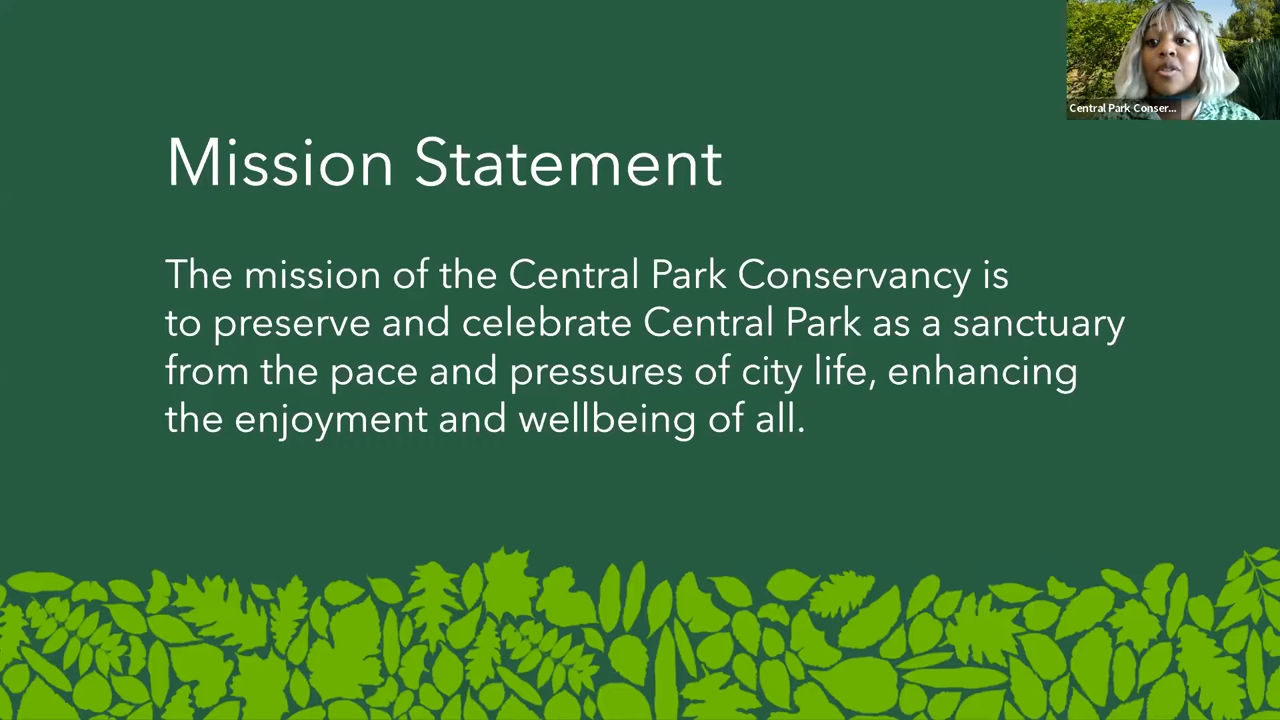 Central Park Conser...
Mission Statement
The mission of the Central Park Conservancy is
to preserve and celebrate Central Park as a sanctuary
from the pace and pressures of city life, enhancing
the enjoyment and wellbeing of all.